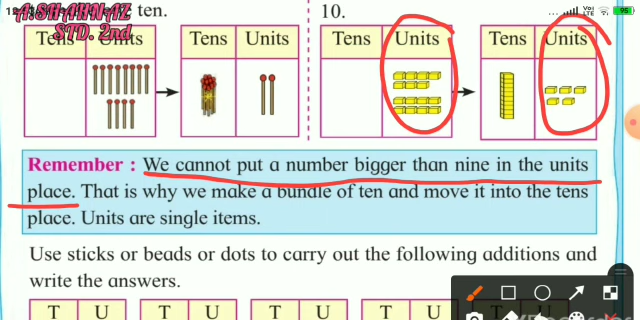 A.SHAHNAZ
STD. 2nd
ten.
10.
95
Tens Units
Tens Units
Tens Units
Tens Units
Remember : We cannot put a number bigger than nine in the units
place. That is why we make a bundle of ten and move it into the tens
place. Units are single items.
Use sticks or beads or dots to carry out the following additions and
write the answers.
T U
T U
T U
T U
T U